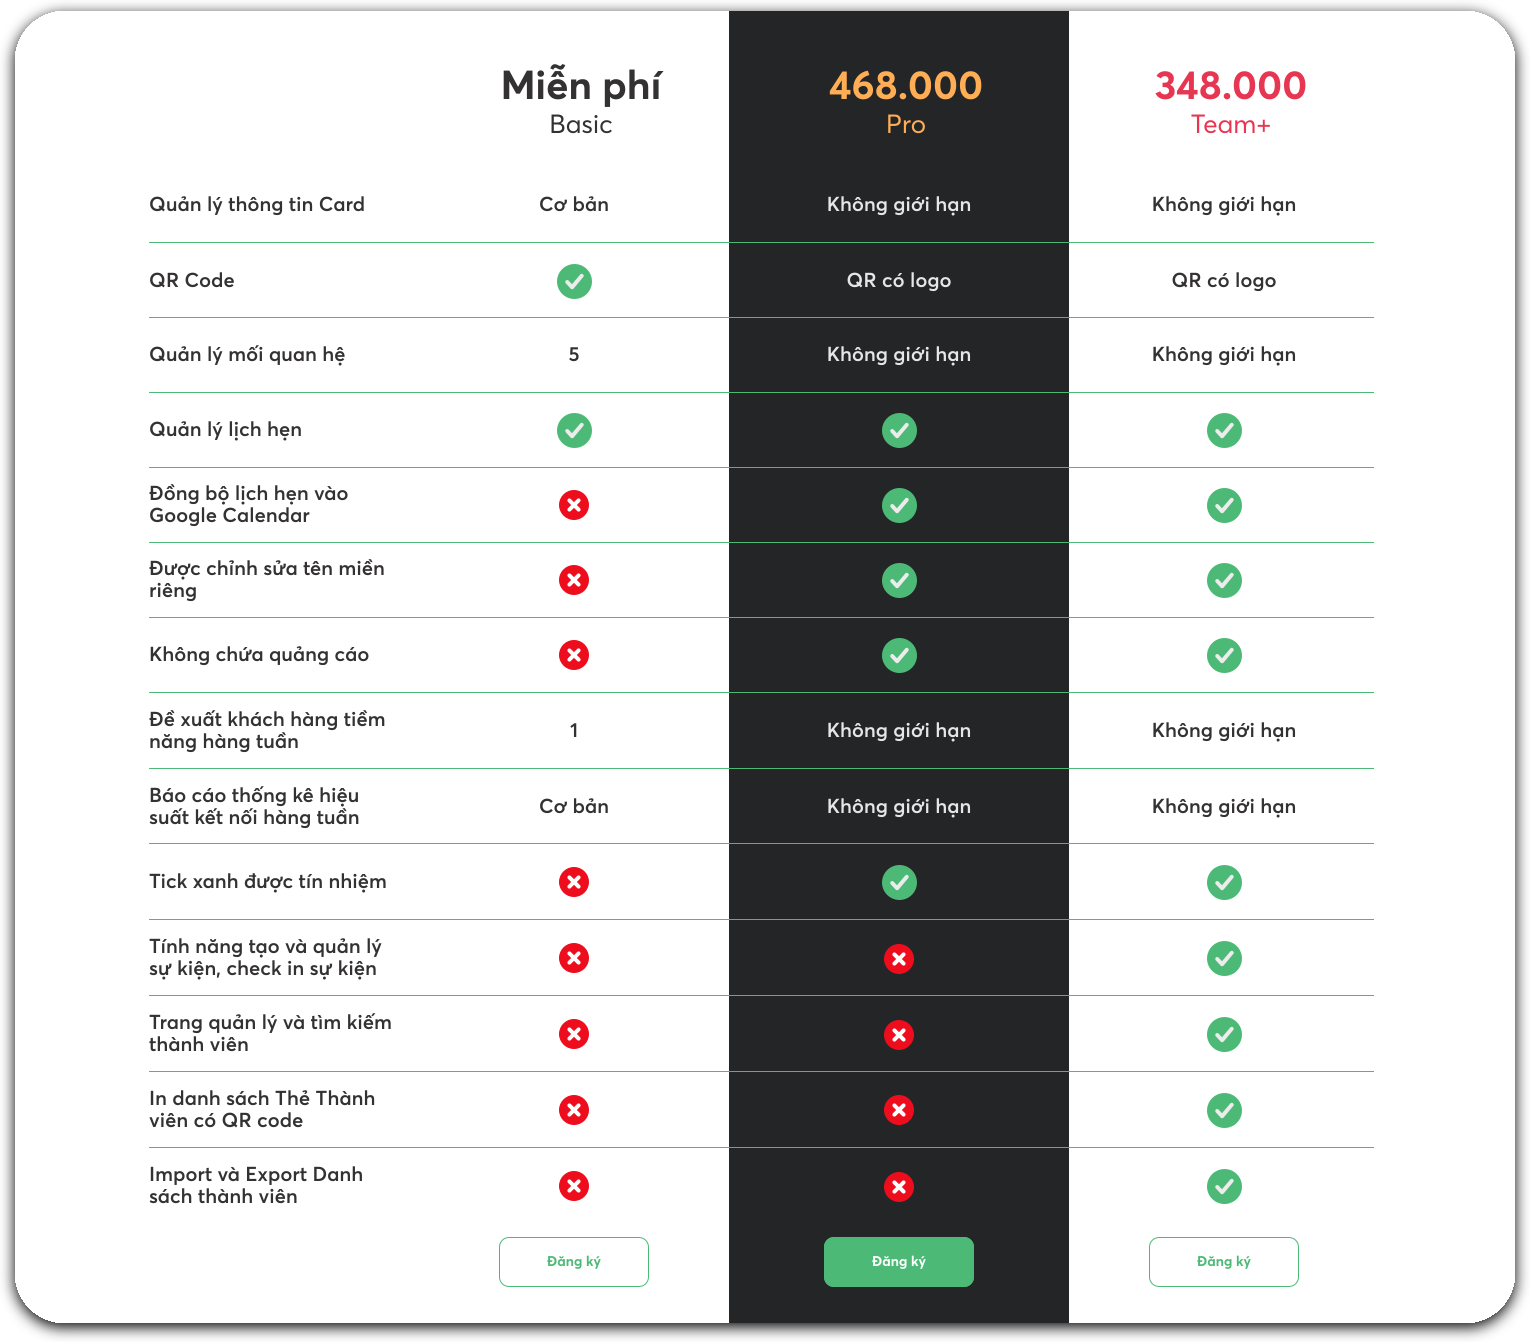 Miễn phí
Basic
468.000
Pro
348.000
Team+
Quản lý thông tin Card
Cơ bản
Không giới hạn
Không giới hạn
QR Code
QR có logo
QR có logo
Quản lý mối quan hệ
5
Không giới hạn
Không giới hạn
Quản lý lịch hẹn
Đồng bộ lịch hẹn vào
Google Calendar
Được chỉnh sửa tên miền
riêng
Không chứa quảng cáo
Đề xuất khách hàng tiềm
năng hàng tuần
1
Không giới hạn
Không giới hạn
Báo cáo thống kê hiệu
suất kết nối hàng tuần
Cơ bản
Không giới hạn
Không giới hạn
Tick xanh được tín nhiệm
Tính năng tạo và quản lý
sự kiện, check in sự kiện
Trang quản lý và tìm kiếm
thành viên
In danh sách Thẻ Thành
viên có QR code
Import và Export Danh
sách thành viên
Đăng ký
Đăng ký
Đăng ký